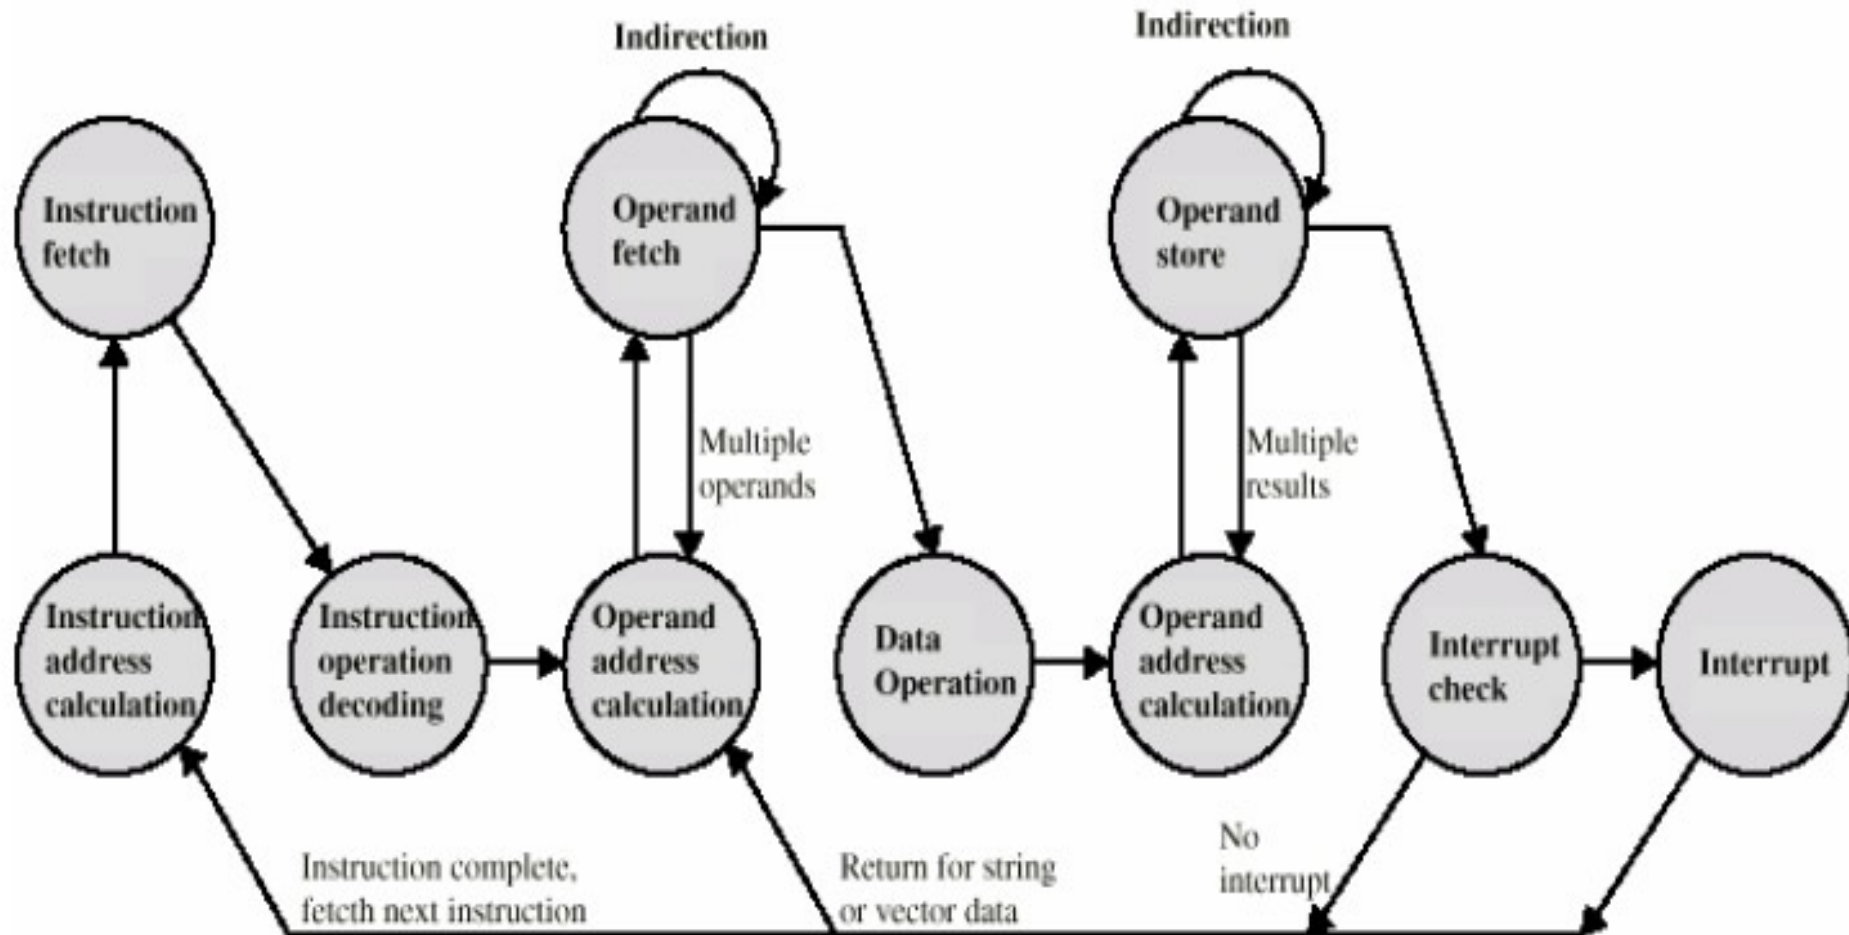 Indirection
Indirection
Instruction
fetch
Operand
fetch
Operand
store
Multiple
operands
Multiple
results
Instruction
address
calculation
Instruction
operation
decoding
Operand
address
calculation
Data
Operation
Operand
address
calculation
Interrupt
check
Interrupt
Instruction complete,
fetcth next instruction
Return for string
or vector data
No
interrupt